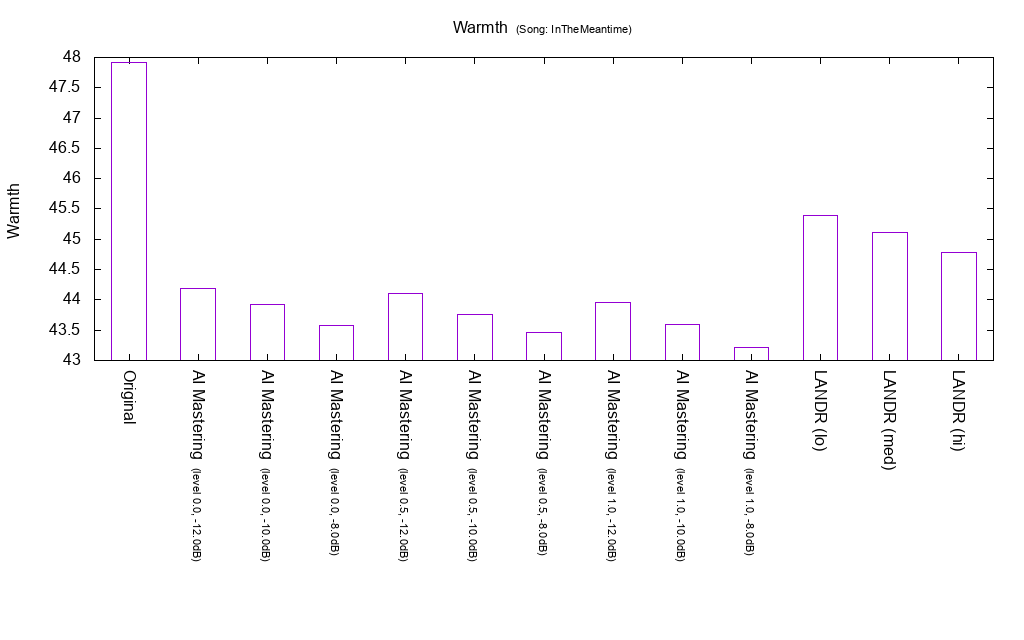 Warmth (Song: InTheMeantime)
48
47.5
47
46.5
46
45.5
45
44.5
44
43.5
43
Warmth
Original
AI Mastering (level 0.0, -12.0dB)
AI Mastering (level 0.0, -10.0dB)
AI Mastering (level 0.0, -8.0dB)
AI Mastering (level 0.5, -12.0dB)
AI Mastering (level 0.5, -10.0dB)
AI Mastering (level 0.5, -8.0dB)
AI Mastering (level 1.0, -12.0dB)
AI Mastering (level 1.0, -10.0dB)
AI Mastering (level 1.0, -8.0dB)
LANDR (lo)
LANDR (med)
LANDR (hi)